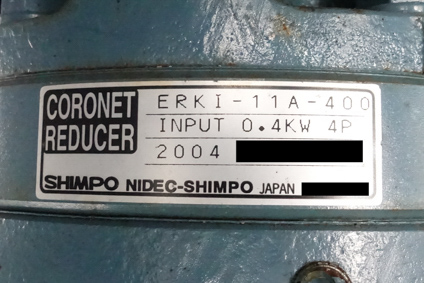 CORONET REDUCER
ERKI-11A-400
INPUT 0.4KW 4P
2004
SHIMPO NIDEC-SHIMPO JAPAN